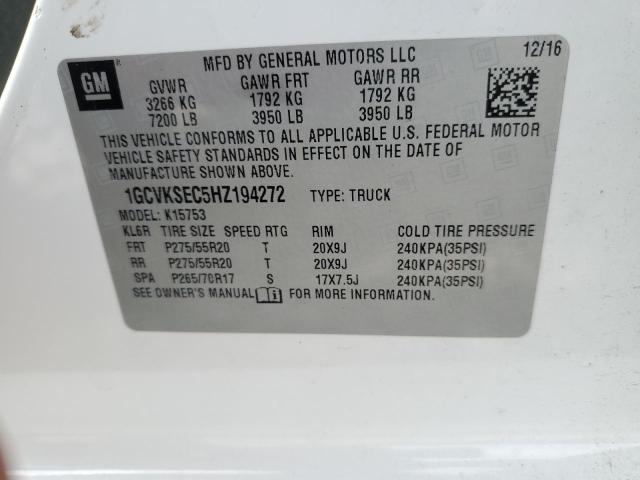 MFD BY GENERAL MOTORS LLC 12/16
GM
GVWR GAWR FRT GAWR RR
3266 KG 1792 KG 1792 KG
7200 LB 3950 LB 3950 LB
THIS VEHICLE CONFORMS TO ALL APPLICABLE U.S. FEDERAL MOTOR
VEHICLE SAFETY STANDARDS IN EFFECT ON THE DATE OF
MANUFACTURE SHOWN ABOVE.
1GCVKSEC5HZ194272 TYPE: TRUCK
MODEL: K15753
KL6R TIRE SIZE SPEED RTG RIM COLD TIRE PRESSURE
FRT P275/55R20 T 20X9J 240KPA(35PSI)
RR P275/55R20 T 20X9J 240KPA(35PSI)
SPA P265/70R17 S 17X7.5J 240KPA(35PSI)
SEE OWNER'S MANUAL FOR MORE INFORMATION.